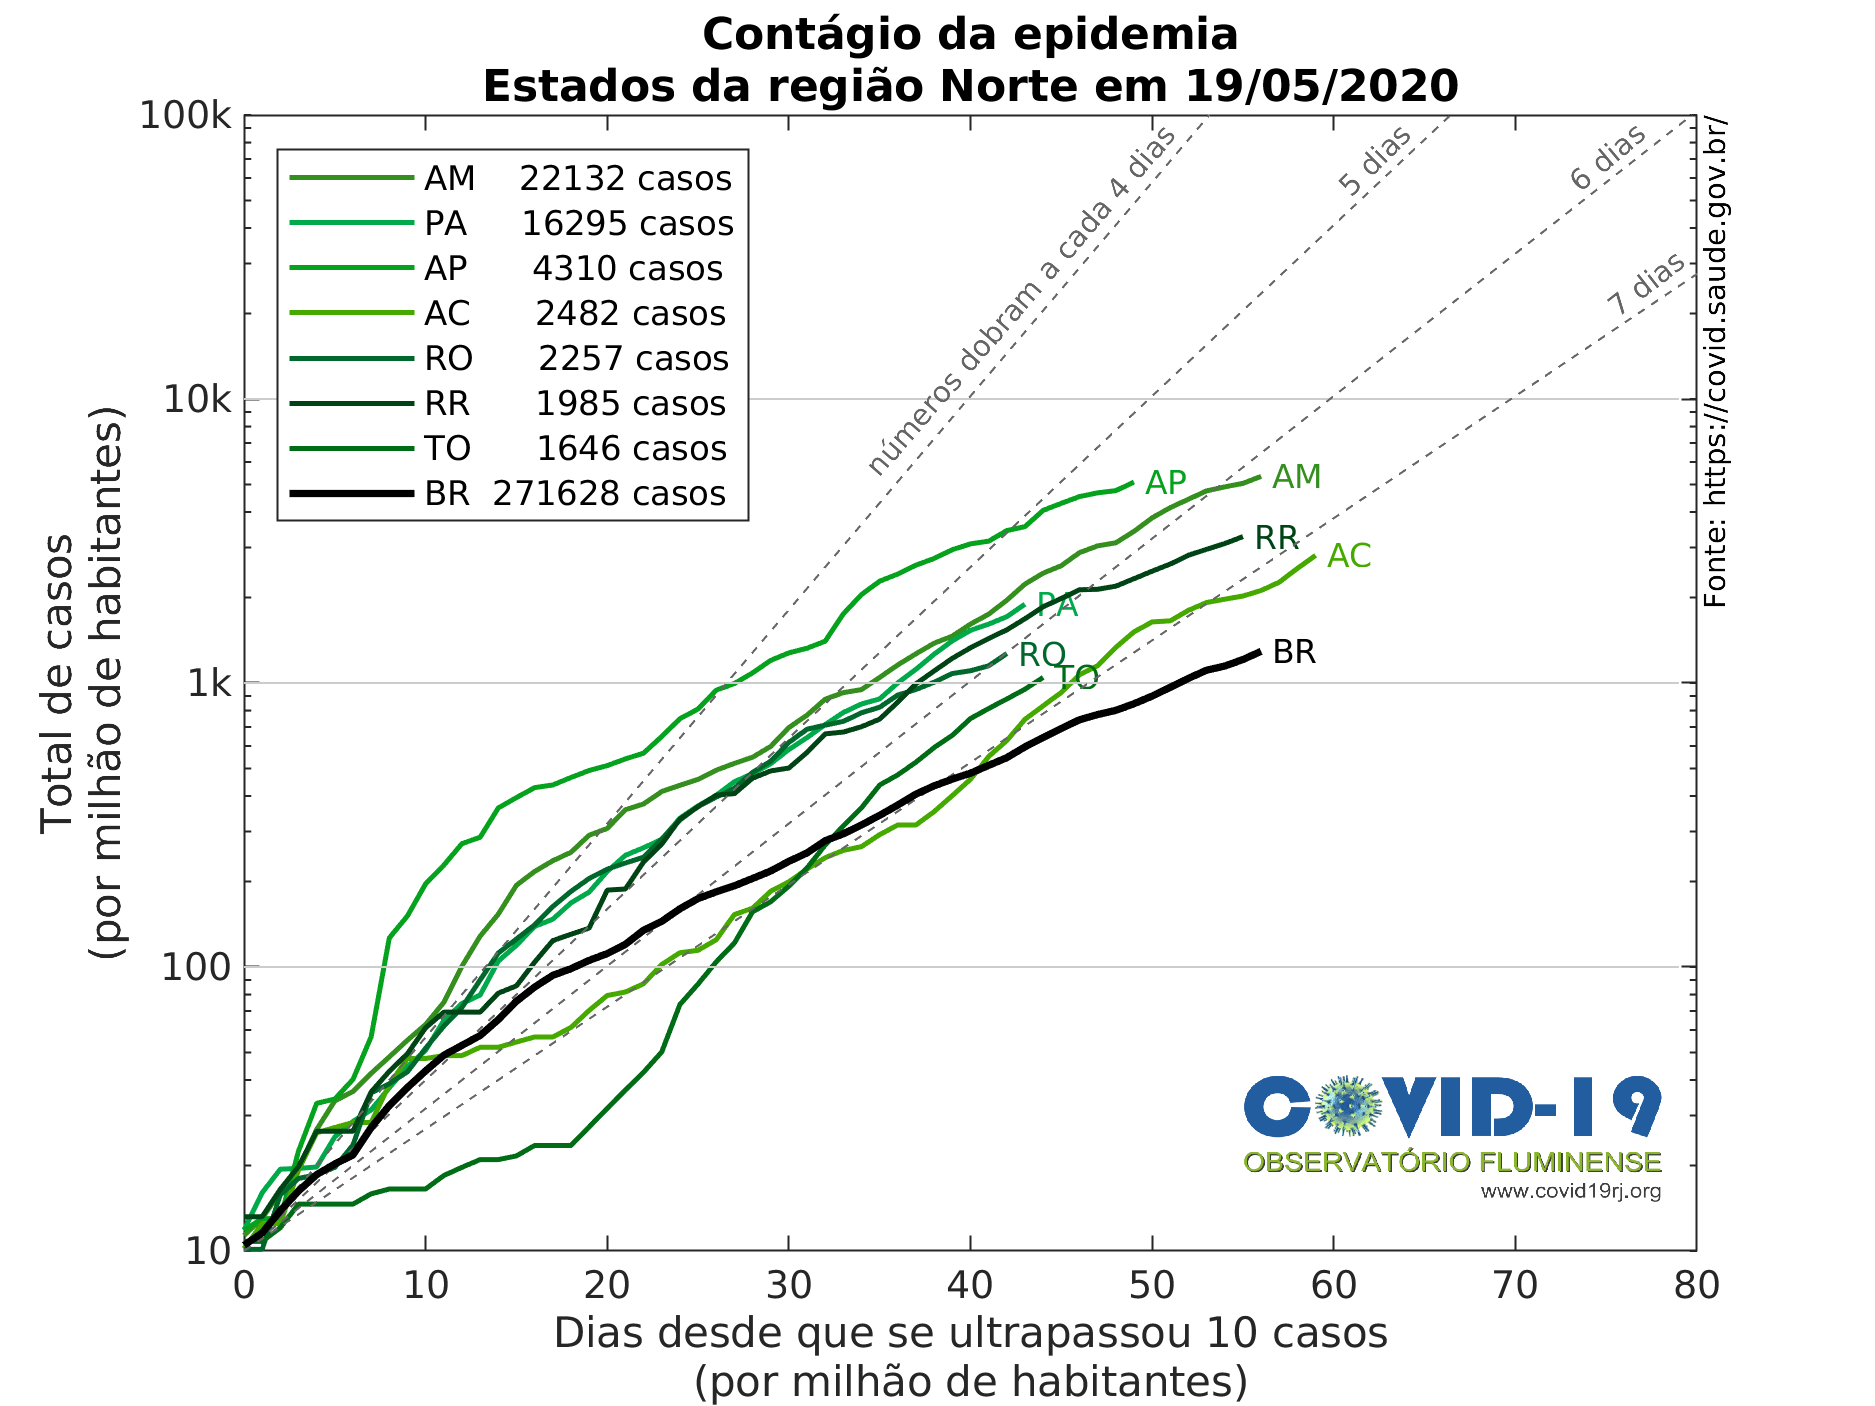 Contágio da epidemia
Estados da região Norte em 19/05/2020
100k
10k
1k
100
10
Total de casos
(por milhão de habitantes)
AM 22132 casos
PA 16295 casos
AP 4310 casos
AC 2482 casos
RO 2257 casos
RR 1985 casos
TO 1646 casos
BR 271628 casos
números dobram a cada 4 dias
5 dias
6 dias
7 dias
Fonte: https://covid.saude.gov.br/
AP
AM
RR
AC
PA
RO
TO
BR
COVID-19
OBSERVATÓRIO FLUMINENSE
www.covid19rj.org
0 10 20 30 40 50 60 70 80
Dias desde que se ultrapassou 10 casos
(por milhão de habitantes)